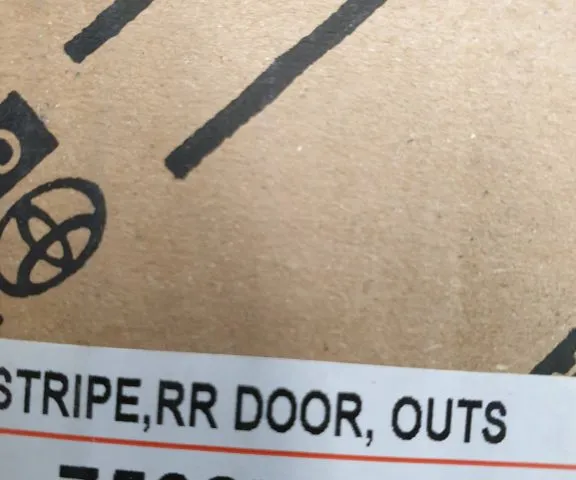 STRIPE,RR DOOR, OUTS